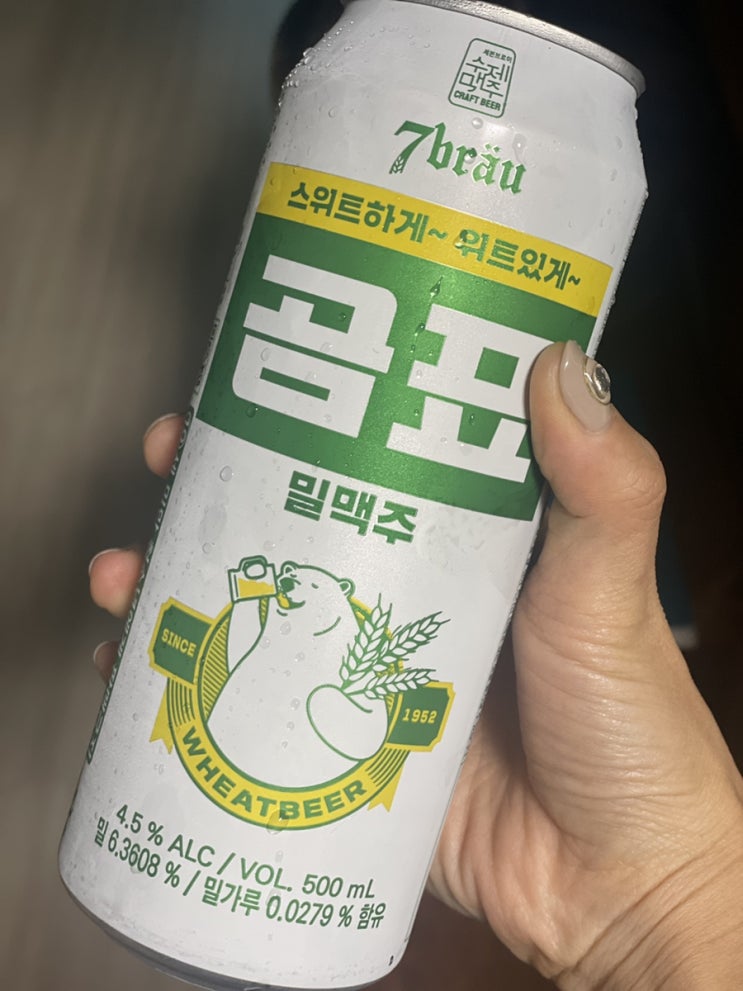 세븐브로이
수제
맥주
CRAFT BEER
7bräu
스위트하게~ 위트있게~
곰표
밀맥주
SINCE 1952
WHEATBEER
4.5 % ALC / VOL. 500 mL
밀 6.3608 % / 밀가루 0.0279 % 함유